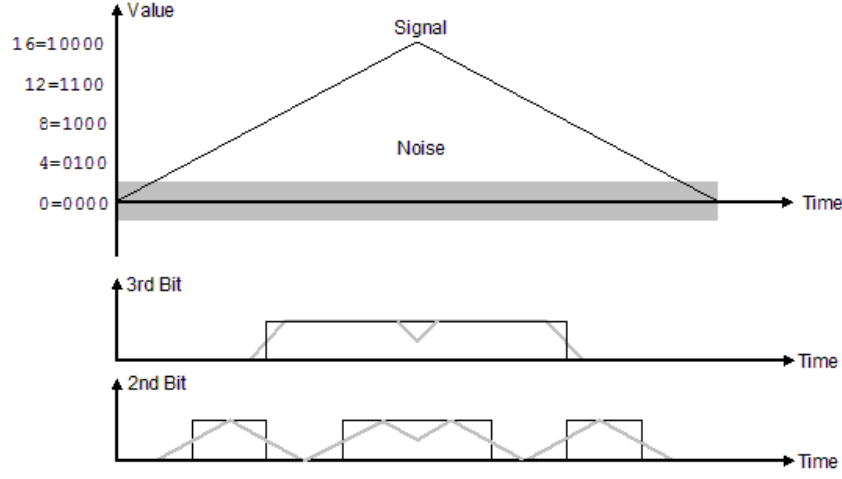 Value
Signal
16=10000
12=1100
8=1000
Noise
4=0100
0=0000
Time
3rd Bit
Time
2nd Bit
Time